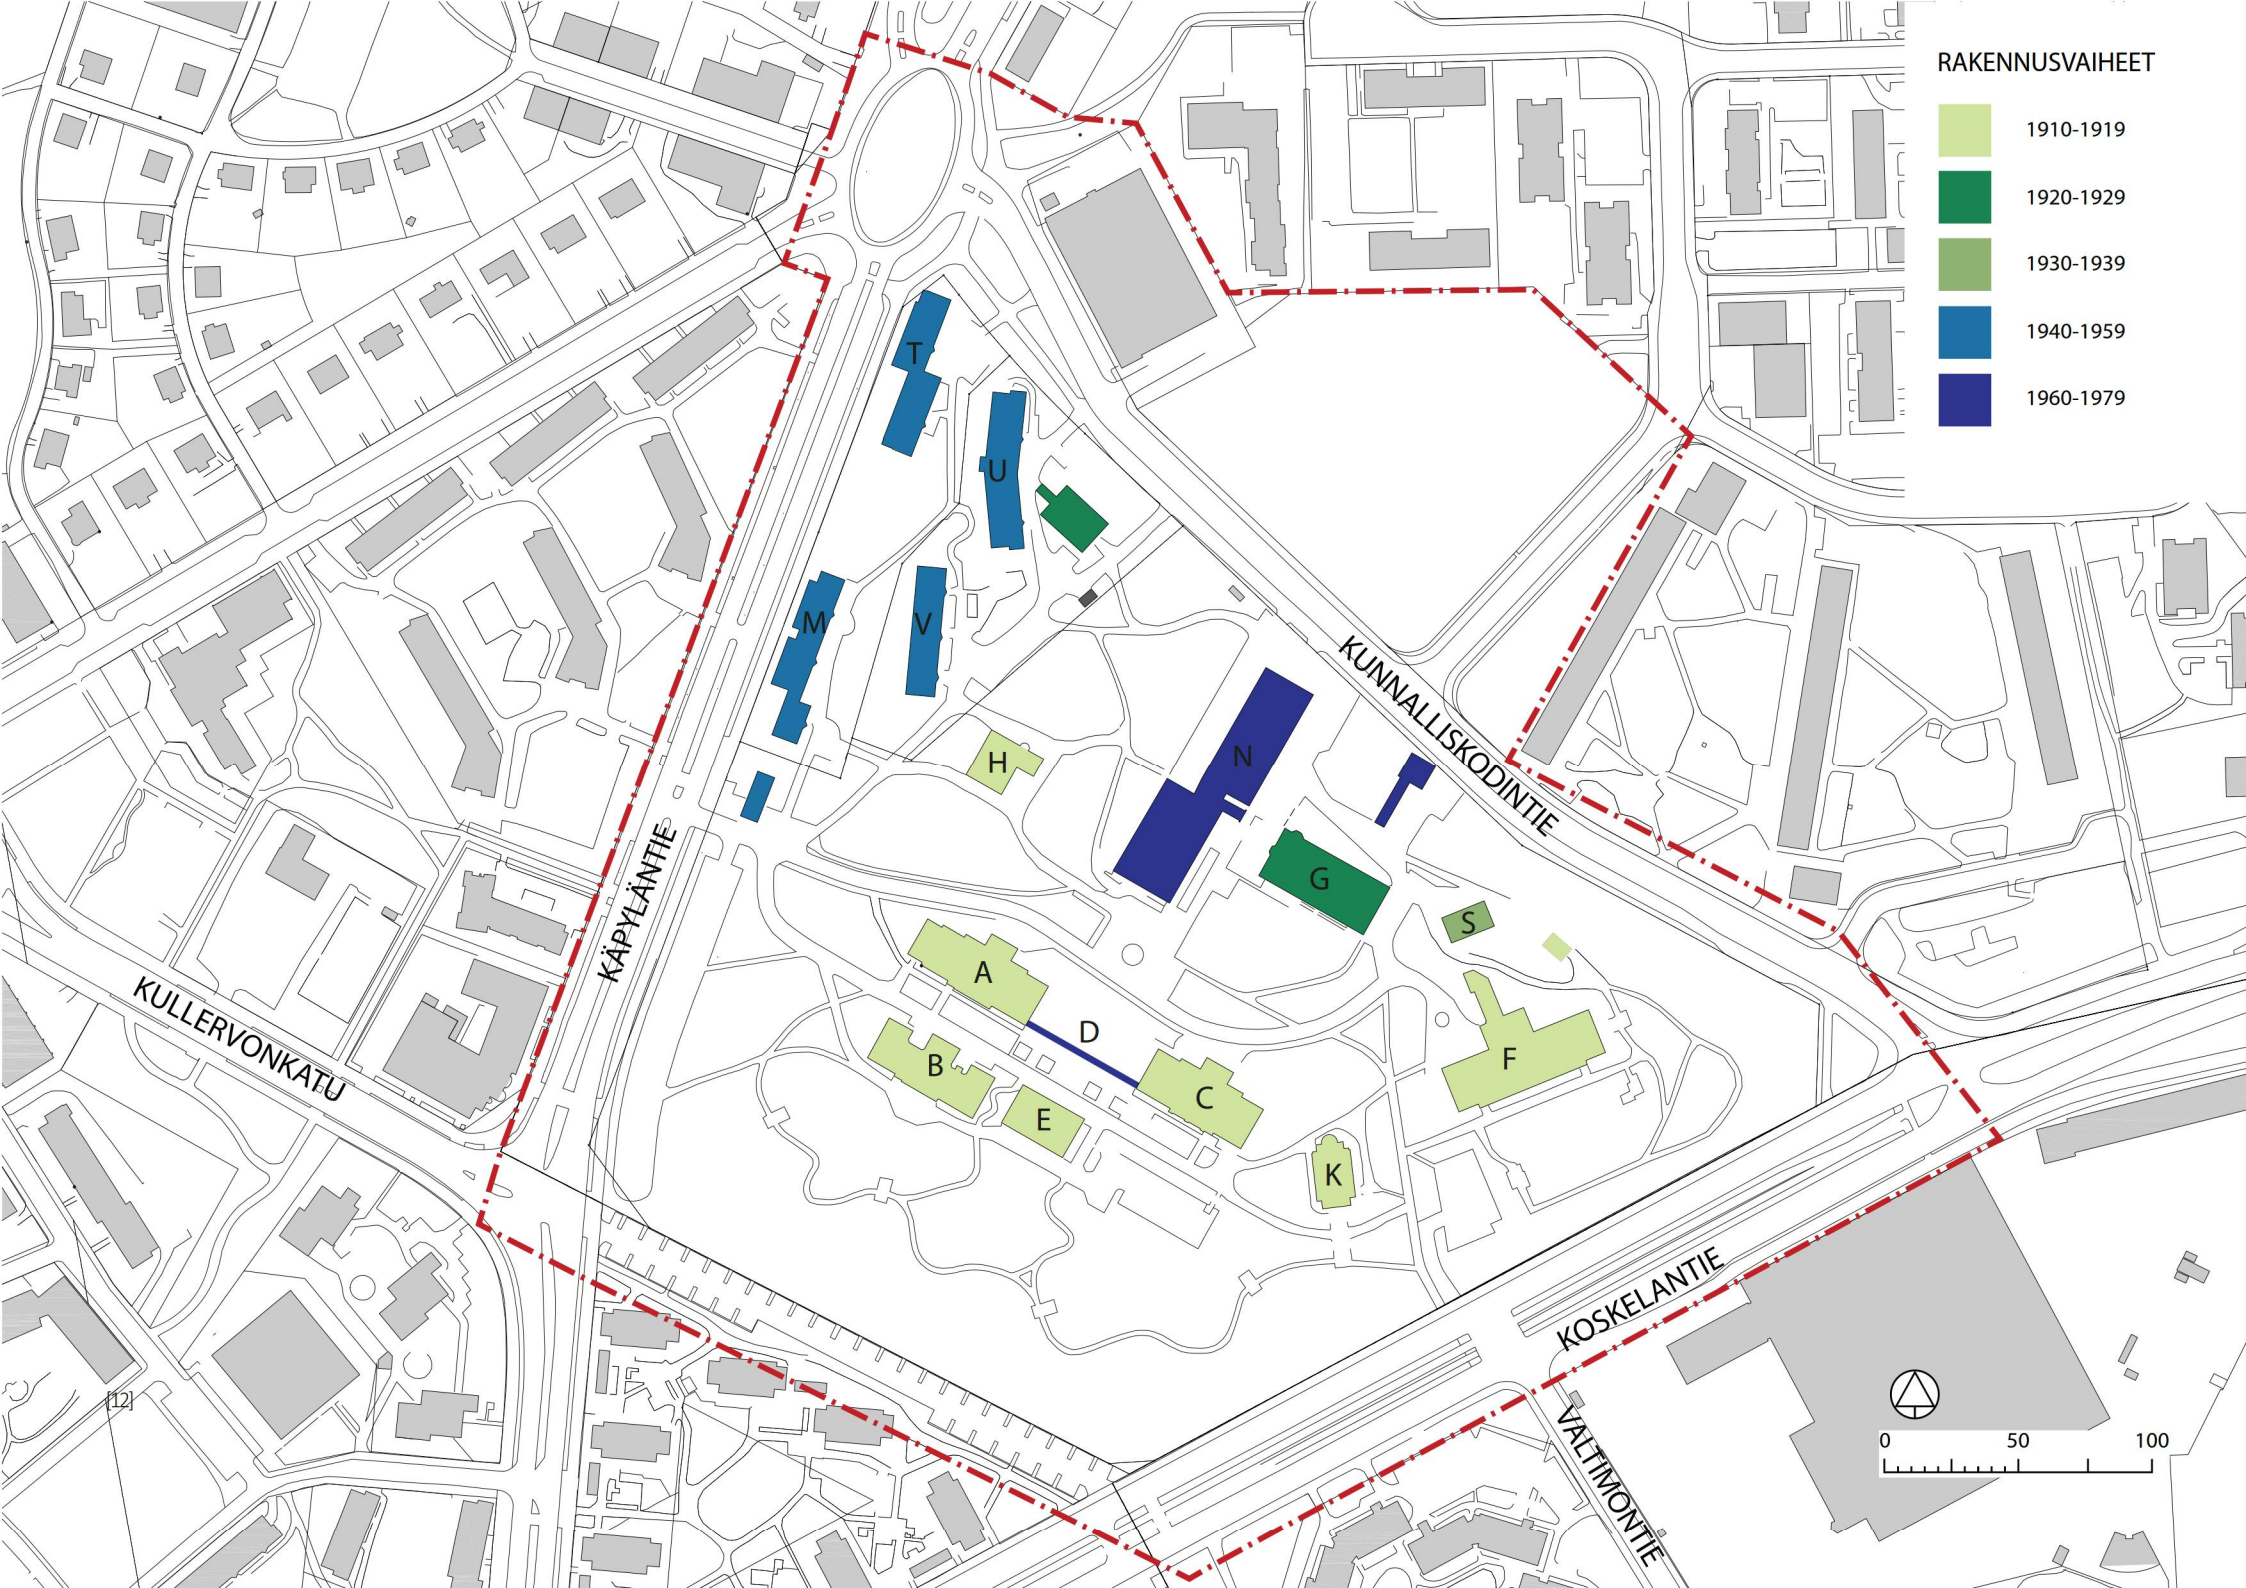 RAKENNUSVAIHEET
1910-1919
1920-1929
1930-1939
1940-1959
1960-1979
T
U
M
V
H
N
KUNNALLISKODINTIE
G
S
KÄPYLÄNTIE
A
D
B
E
C
F
K
KULLERVONKATU
KOSKELANTIE
VALTIMONTIE
[12]
0 50 100